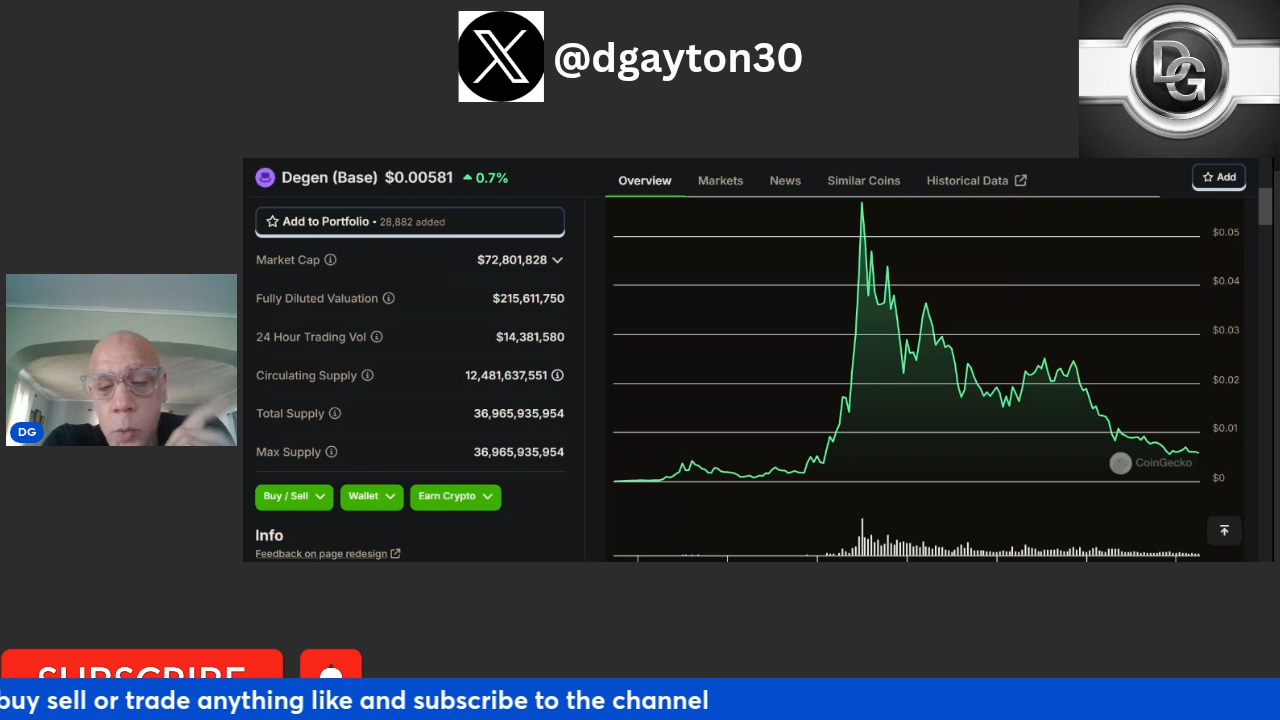 @dgayton30
DG
Degen (Base) $0.00581 0.7%
Add to Portfolio • 28,882 added
Market Cap $72,801,828
Fully Diluted Valuation $215,611,750
24 Hour Trading Vol $14,381,580
Circulating Supply 12,481,637,551
Total Supply 36,965,935,954
Max Supply 36,965,935,954
Buy / Sell Wallet Earn Crypto
Info
Feedback on page redesign
Overview Markets News Similar Coins Historical Data Add
$0.05
$0.04
$0.03
$0.02
$0.01
CoinGecko
$0
DG
SUBSCRIBE
buy sell or trade anything like and subscribe to the channel